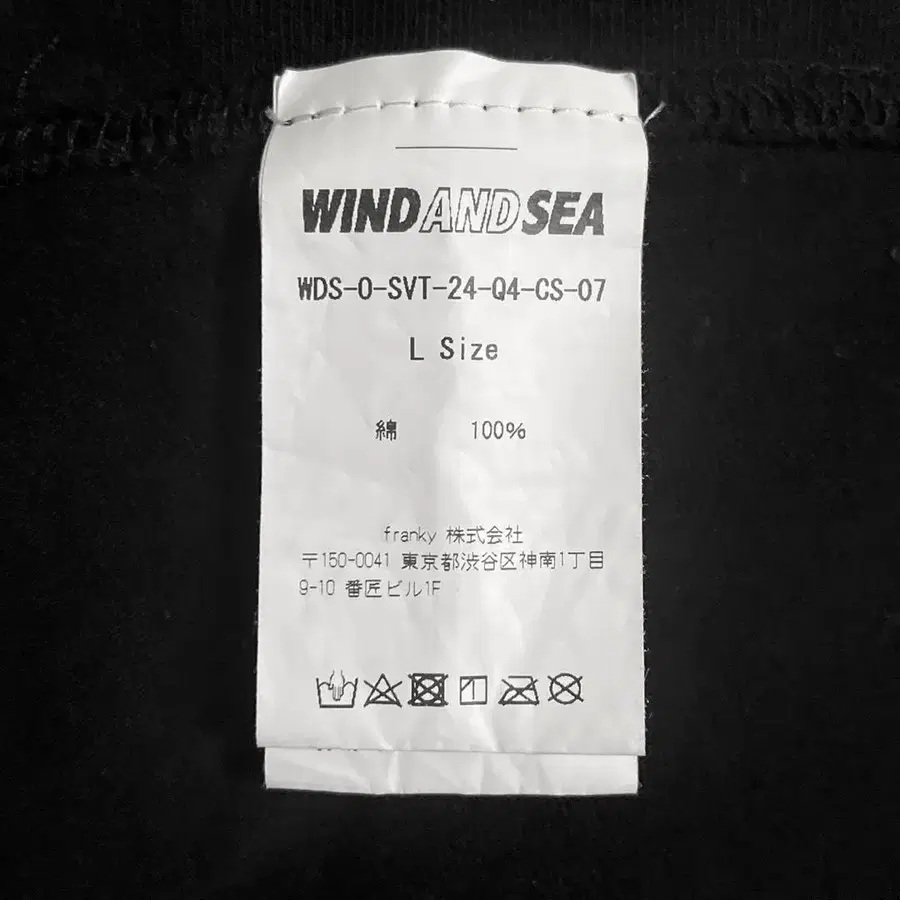 WINDANDSEA
WDS-O-SVT-24-Q4-CS-07
L Size
綿 100%
franky 株式会社
〒150-0041 東京都渋谷区神南1丁目
9-10 番匠ビル1F